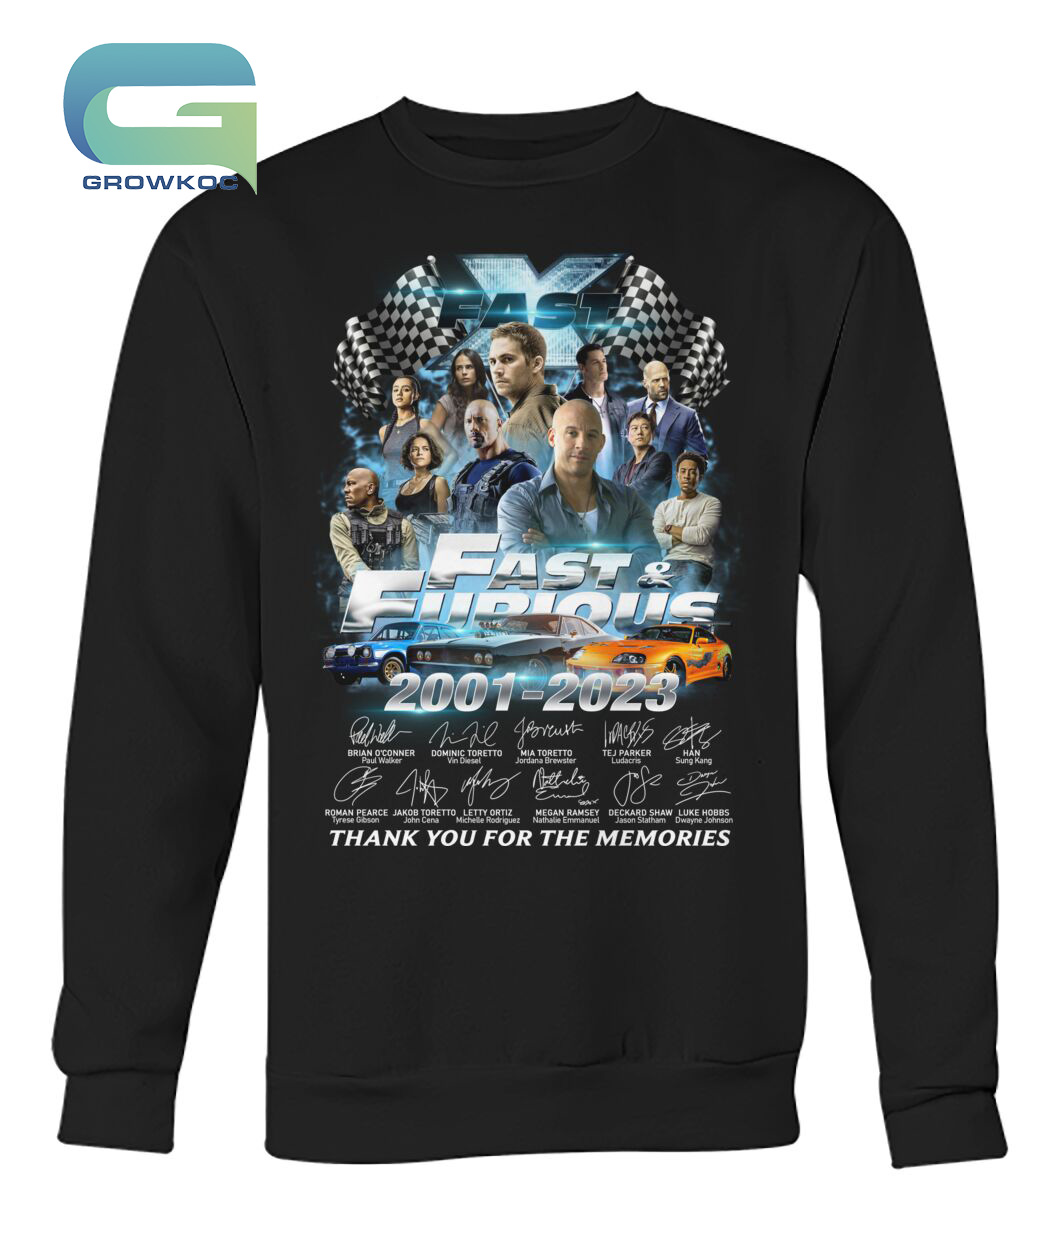 GROWKOC
FAST
X
FAST &
FURIOUS
2001-2023
BRIAN O'CONNER DOMINIC TORETTO MIA TORETTO TEJ PARKER HAN
Paul Walker Vin Diesel Jordana Brewster Ludacris Sung Kang
ROMAN PEARCE JAKOB TORETTO LETTY ORTIZ MEGAN RAMSEY DECKARD SHAW LUKE HOBBS
Tyrese Gibson John Cena Michelle Rodriguez Nathalie Emmanuel Jason Statham Dwayne Johnson
THANK YOU FOR THE MEMORIES